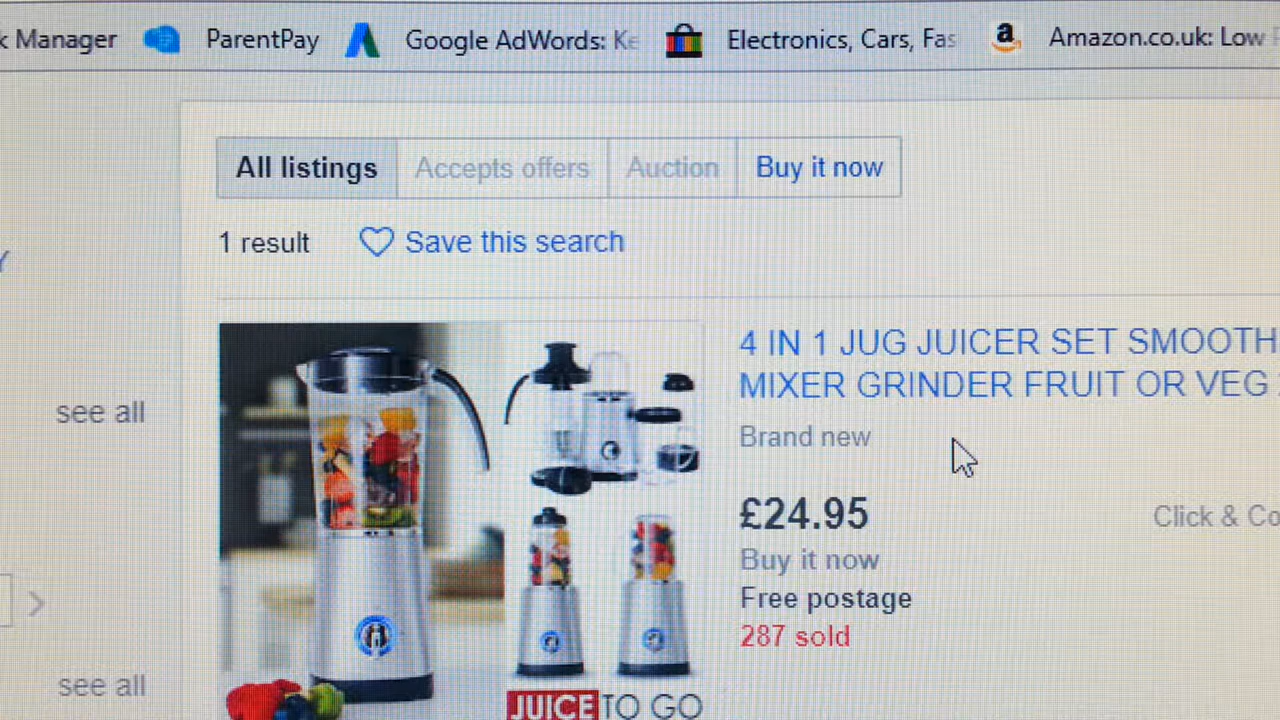 k Manager ParentPay Google AdWords: Ke Electronics, Cars, Fas Amazon.co.uk: Low
All listings Accepts offers Auction Buy it now
1 result Save this search
see all
4 IN 1 JUG JUICER SET SMOOTH
MIXER GRINDER FRUIT OR VEG
Brand new
£24.95
Click & Co
Buy it now
Free postage
287 sold
see all
JUICE TO GO